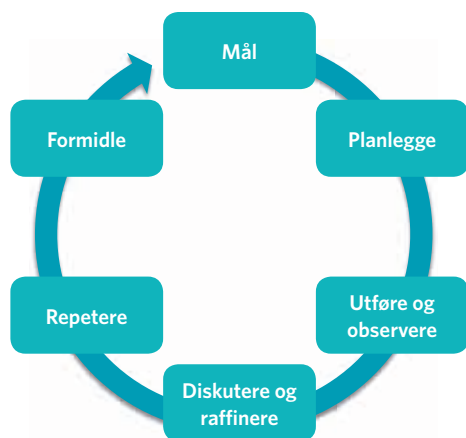 Mål
Planlegge
Utføre og
observere
Diskutere og
raffinere
Repetere
Formidle